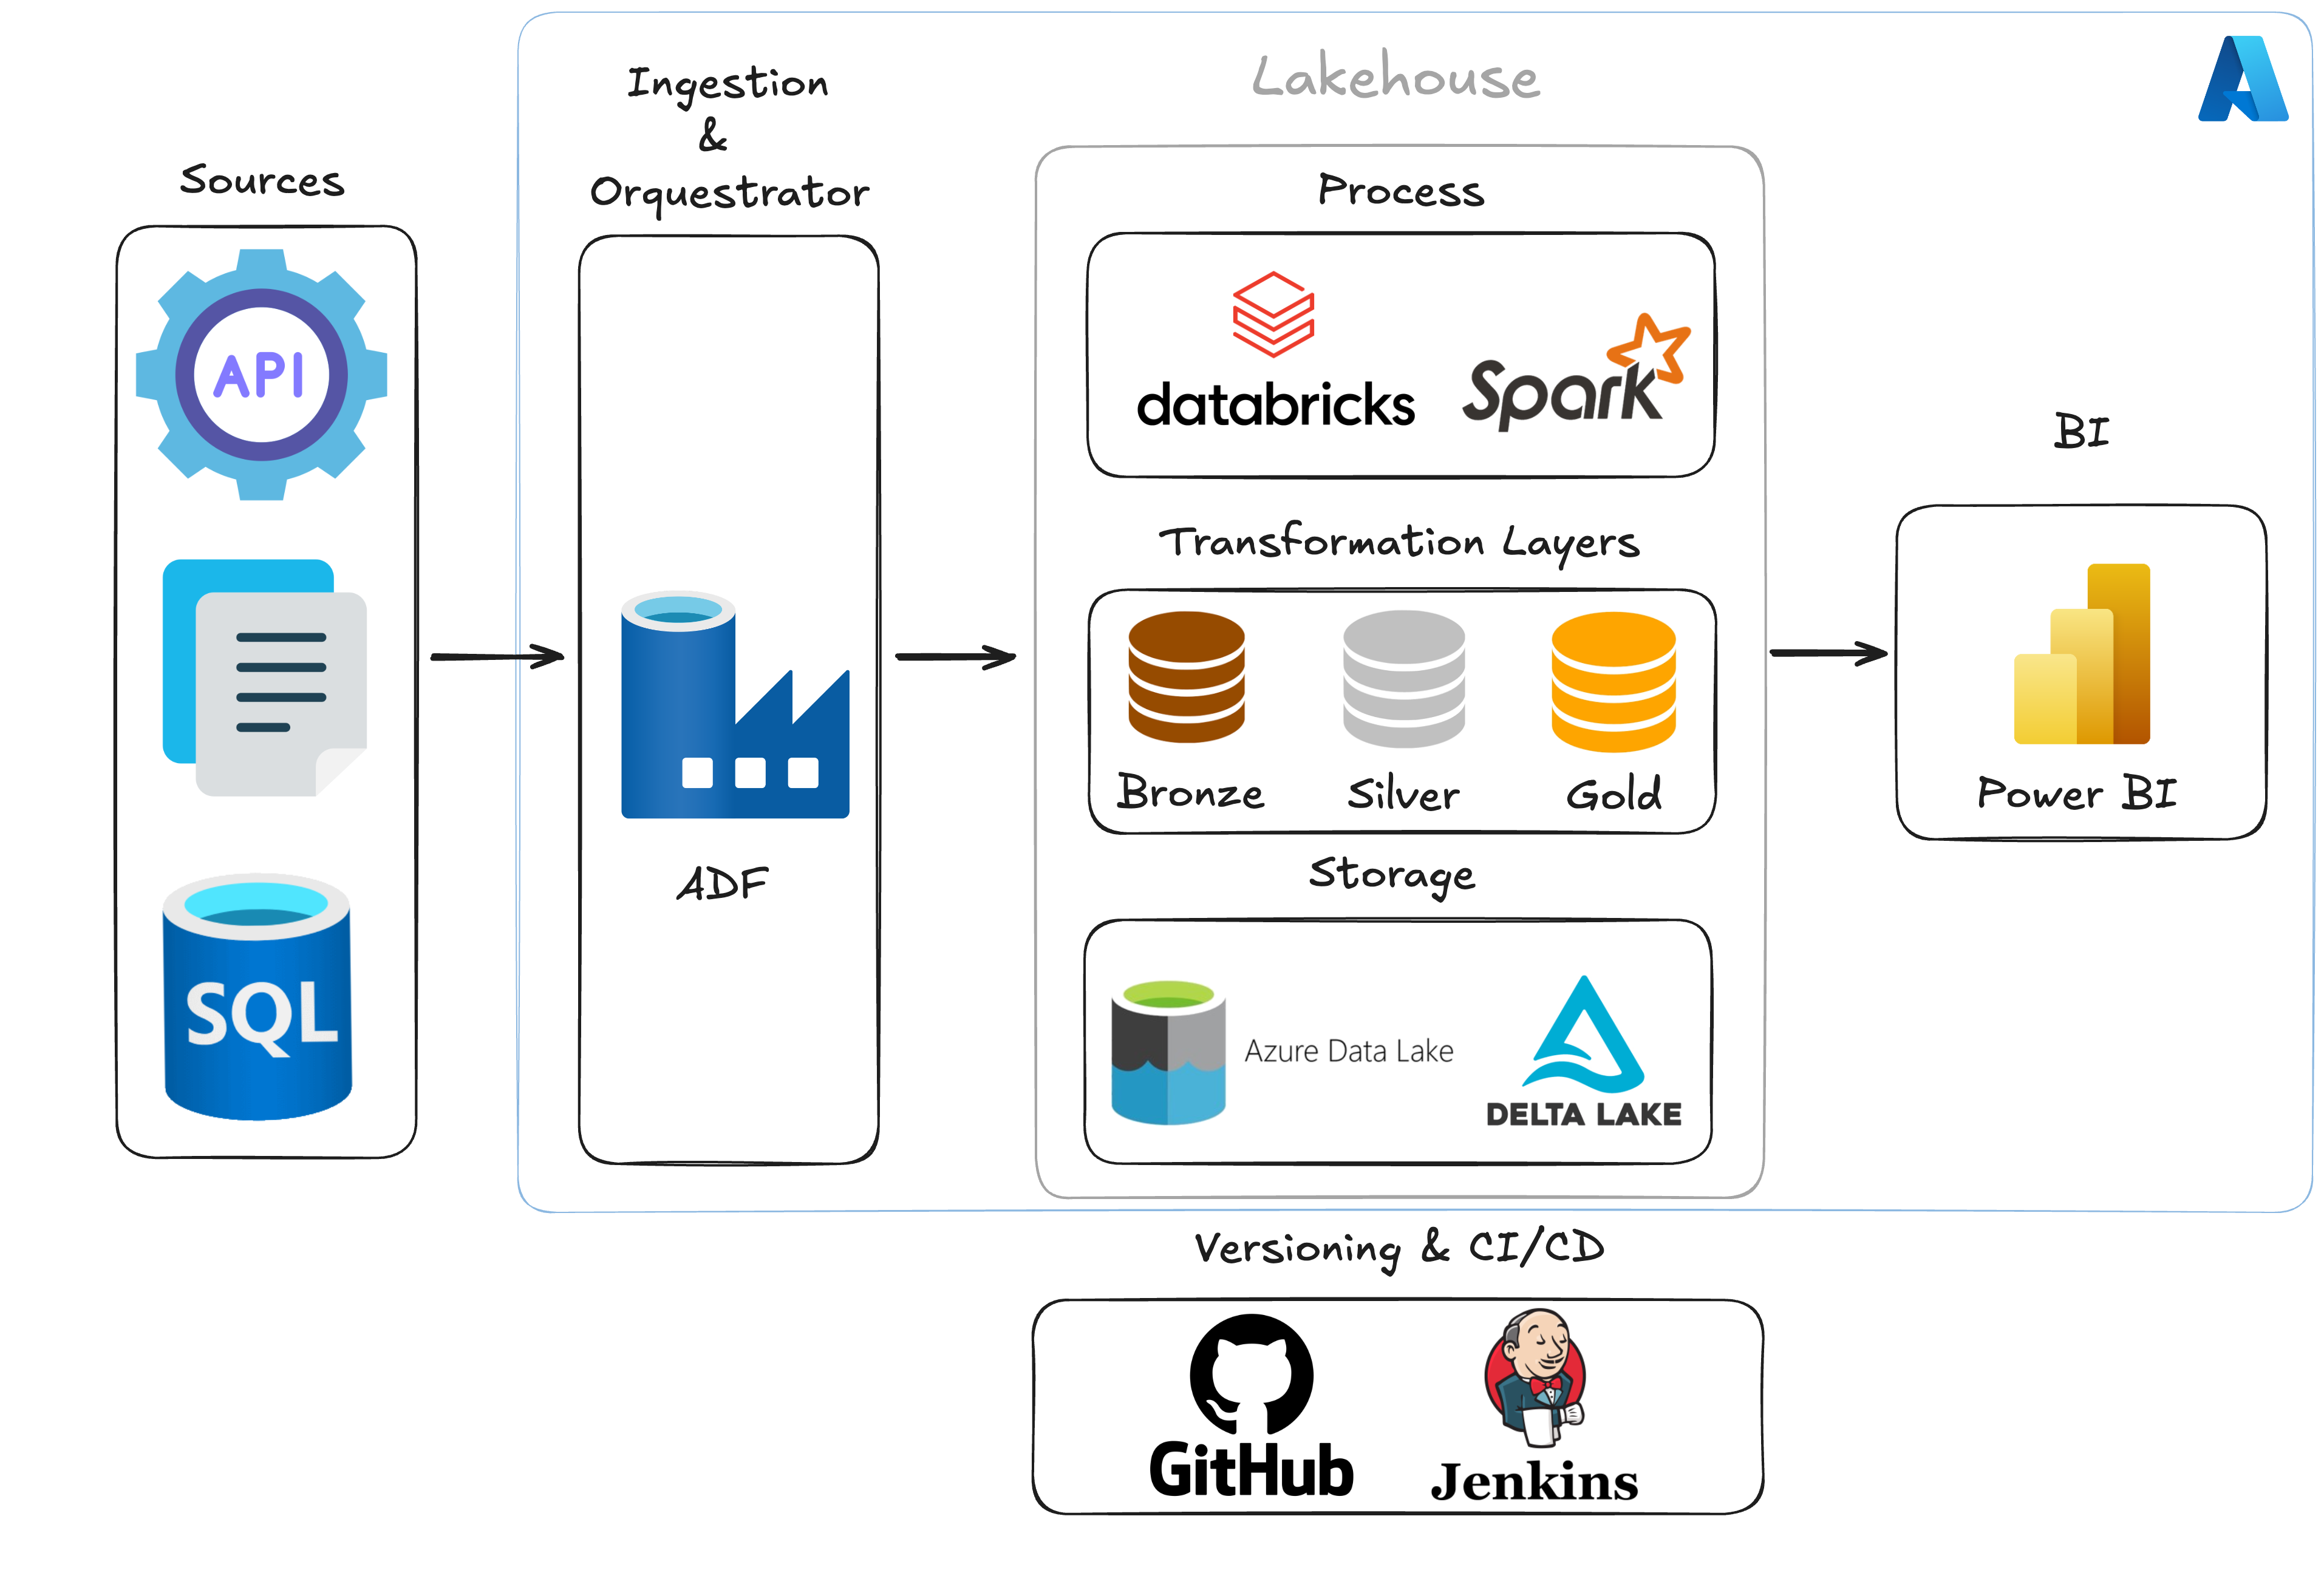 Sources
API
SQL
Ingestion
&
Orquestrator
ADF
Lakehouse
Process
databricks
Spark
Transformation Layers
Bronze
Silver
Gold
Storage
Azure Data Lake
DELTA LAKE
BI
Power BI
Versioning & CI/CD
GitHub
Jenkins